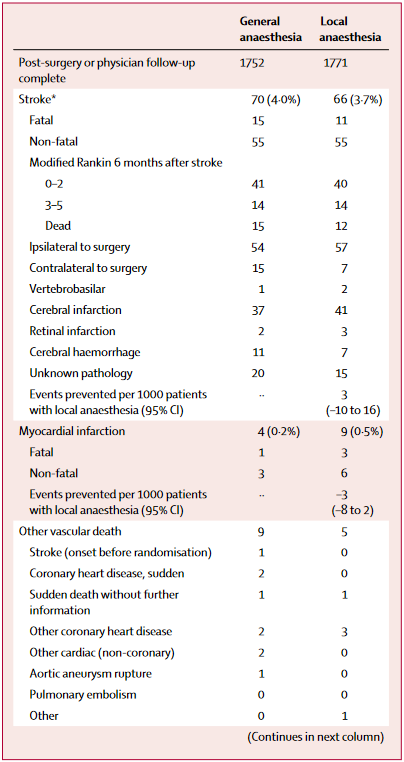 General anaesthesia Local anaesthesia
Post-surgery or physician follow-up complete 1752 1771
Stroke* 70 (4·0%) 66 (3·7%)
Fatal 15 11
Non-fatal 55 55
Modified Rankin 6 months after stroke
0–2 41 40
3–5 14 14
Dead 15 12
Ipsilateral to surgery 54 57
Contralateral to surgery 15 7
Vertebrobasilar 1 2
Cerebral infarction 37 41
Retinal infarction 2 3
Cerebral haemorrhage 11 7
Unknown pathology 20 15
Events prevented per 1000 patients with local anaesthesia (95% CI) ·· 3 (–10 to 16)
Myocardial infarction 4 (0·2%) 9 (0·5%)
Fatal 1 3
Non-fatal 3 6
Events prevented per 1000 patients with local anaesthesia (95% CI) ·· –3 (–8 to 2)
Other vascular death 9 5
Stroke (onset before randomisation) 1 0
Coronary heart disease, sudden 2 0
Sudden death without further information 1 1
Other coronary heart disease 2 3
Other cardiac (non-coronary) 2 0
Aortic aneurysm rupture 1 0
Pulmonary embolism 0 0
Other 0 1
(Continues in next column)